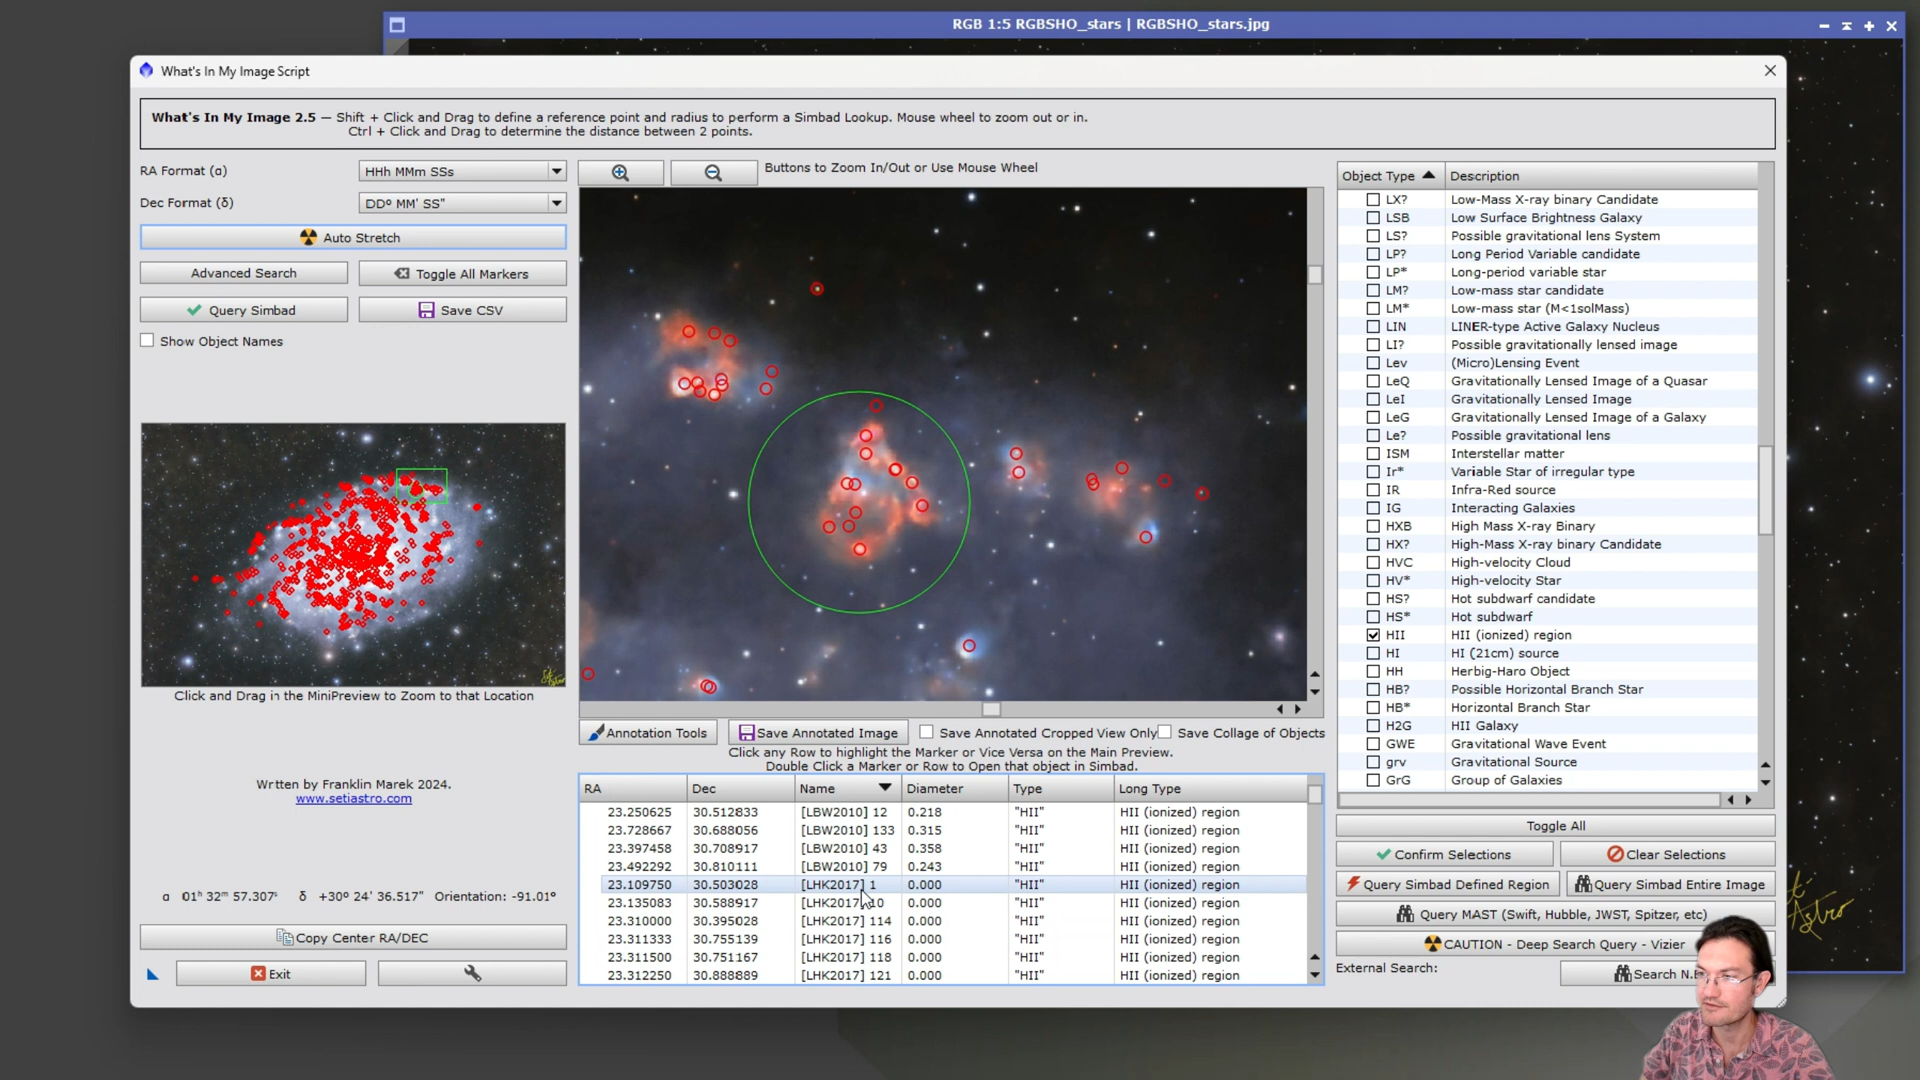 RGB 1:5 RGBSHO_stars | RGBSHO_stars.jpg
What's In My Image Script
What's In My Image 2.5 — Shift + Click and Drag to define a reference point and radius to perform a Simbad Lookup. Mouse wheel to zoom out or in.
Ctrl + Click and Drag to determine the distance between 2 points.
RA Format (α)
HHh MMm SSs
Buttons to Zoom In/Out or Use Mouse Wheel
Dec Format (δ)
DDº MM' SS"
Auto Stretch
Advanced Search
Toggle All Markers
Query Simbad
Save CSV
Show Object Names
Click and Drag in the MiniPreview to Zoom to that Location
Wrtten by Franklin Marek 2024.
www.setiastro.com
α 01ʰ 32ᵐ 57.307ˢ δ +30º 24' 36.517" Orientation: -91.01º
Copy Center RA/DEC
Exit
Annotation Tools
Save Annotated Image
Save Annotated Cropped View Only
Save Collage of Objects
Click any Row to highlight the Marker or Vice Versa on the Main Preview.
Double Click a Marker or Row to Open that object in Simbad.
RA Dec Name Diameter Type Long Type
23.250625 30.512833 [LBW2010] 12 0.218 "HII" HII (ionized) region
23.728667 30.688056 [LBW2010] 133 0.315 "HII" HII (ionized) region
23.397458 30.708917 [LBW2010] 43 0.358 "HII" HII (ionized) region
23.492292 30.810111 [LBW2010] 79 0.243 "HII" HII (ionized) region
23.109750 30.503028 [LHK2017] 1 0.000 "HII" HII (ionized) region
23.135083 30.588917 [LHK2017] 10 0.000 "HII" HII (ionized) region
23.310000 30.395028 [LHK2017] 114 0.000 "HII" HII (ionized) region
23.311333 30.755139 [LHK2017] 116 0.000 "HII" HII (ionized) region
23.311500 30.751167 [LHK2017] 118 0.000 "HII" HII (ionized) region
23.312250 30.888889 [LHK2017] 121 0.000 "HII" HII (ionized) region
Object Type Description
LX? Low-Mass X-ray binary Candidate
LSB Low Surface Brightness Galaxy
LS? Possible gravitational lens System
LP? Long Period Variable candidate
LP* Long-period variable star
LM? Low-mass star candidate
LM* Low-mass star (M<1solMass)
LIN LINER-type Active Galaxy Nucleus
LI? Possible gravitationally lensed image
Lev (Micro)Lensing Event
LeQ Gravitationally Lensed Image of a Quasar
LeI Gravitationally Lensed Image
LeG Gravitationally Lensed Image of a Galaxy
Le? Possible gravitational lens
ISM Interstellar matter
Ir* Variable Star of irregular type
IR Infra-Red source
IG Interacting Galaxies
HXB High Mass X-ray Binary
HX? High-Mass X-ray binary Candidate
HVC High-velocity Cloud
HV* High-velocity Star
HS? Hot subdwarf candidate
HS* Hot subdwarf
HII HII (ionized) region
HI HI (21cm) source
HH Herbig-Haro Object
HB? Possible Horizontal Branch Star
HB* Horizontal Branch Star
H2G HII Galaxy
GWE Gravitational Wave Event
grv Gravitational Source
GrG Group of Galaxies
Toggle All
Confirm Selections
Clear Selections
Query Simbad Defined Region
Query Simbad Entire Image
Query MAST (Swift, Hubble, JWST, Spitzer, etc)
CAUTION - Deep Search Query - Vizier
External Search:
Search N.E
Astro